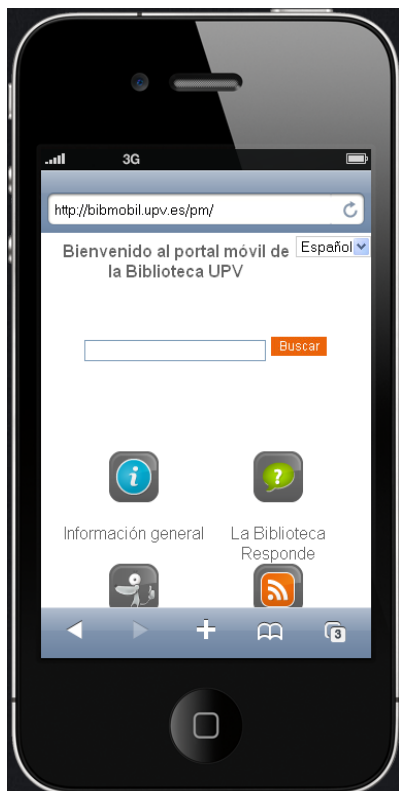 3G
http://bibmobil.upv.es/pm/
Bienvenido al portal móvil de
la Biblioteca UPV
Español
Buscar
i
?
Información general
La Biblioteca
Responde
3